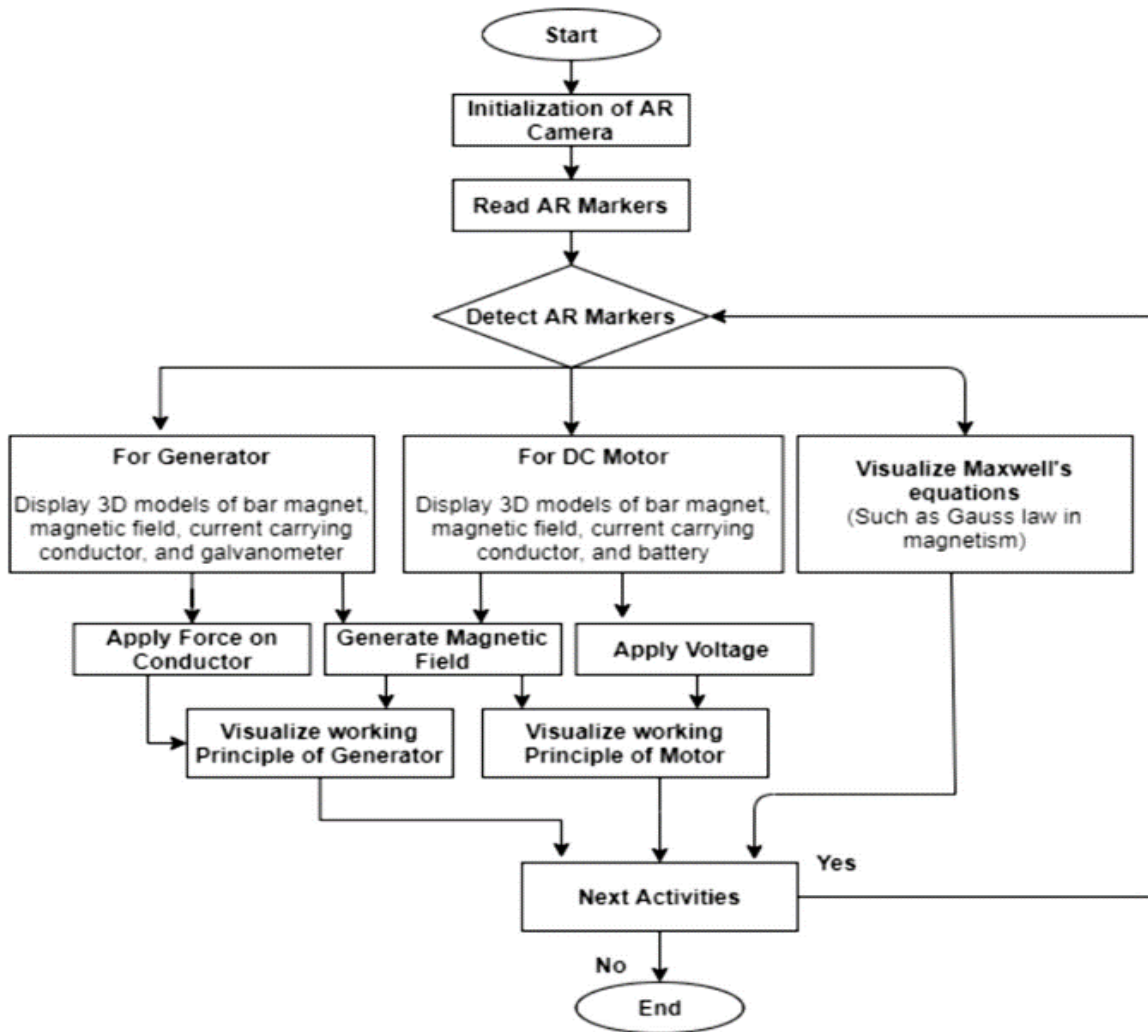 Start
Initialization of AR
Camera
Read AR Markers
Detect AR Markers
For Generator
Display 3D models of bar magnet,
magnetic field, current carrying
conductor, and galvanometer
For DC Motor
Display 3D models of bar magnet,
magnetic field, current carrying
conductor, and battery
Visualize Maxwell's
equations
(Such as Gauss law in
magnetism)
Apply Force on
Conductor
Generate Magnetic
Field
Apply Voltage
Visualize working
Principle of Generator
Visualize working
Principle of Motor
Next Activities
Yes
No
End